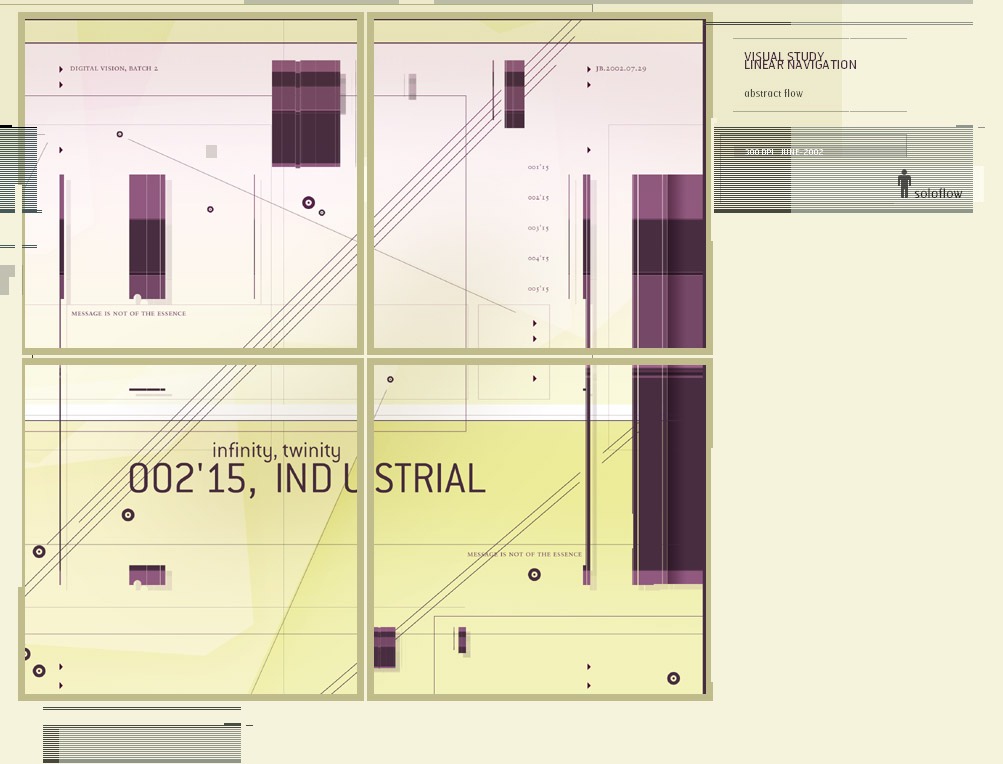 DIGITAL VISION, BATCH 2
JB.2002.07.29
VISUAL STUDY
LINEAR NAVIGATION
abstract flow
300 DPI - JUNE-2002
soloflow
001'15
002'15
003'15
004'15
005'15
MESSAGE IS NOT OF THE ESSENCE
infinity, twinity
002'15, INDUSTRIAL
MESSAGE IS NOT OF THE ESSENCE